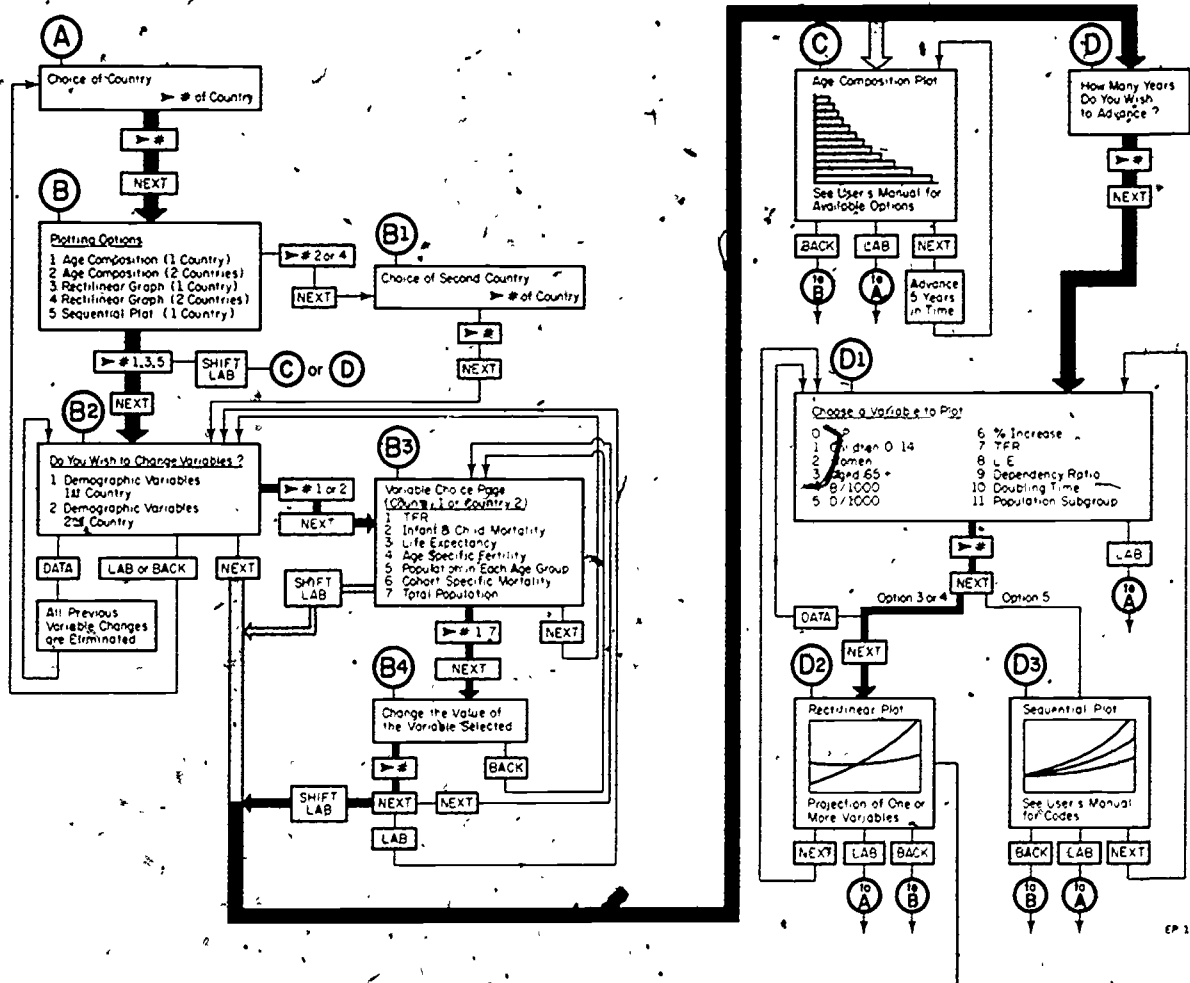 A
Choice of Country
➤ # of Country
➤ #
NEXT
B
Plotting Options
1 Age Composition (1 Country)
2 Age Composition (2 Countries)
3 Rectilinear Graph (1 Country)
4 Rectilinear Graph (2 Countries)
5 Sequential Plot (1 Country)
➤ # 2 or 4
NEXT
B1
Choice of Second Country
➤ # of Country
➤ #
NEXT
➤ # 1,3,5
SHIFT
LAB
C or D
NEXT
B2
Do You Wish to Change Variables ?
1 Demographic Variables
1st Country
2 Demographic Variables
2nd Country
➤ # 1 or 2
NEXT
DATA
LAB or BACK
NEXT
All Previous
Variable Changes
are Eliminated
B3
Variable Choice Page
(Country 1 or Country 2)
1 TFR
2 Infant & Child Mortality
3 Life Expectancy
4 Age Specific Fertility
5 Population in Each Age Group
6 Cohort Specific Mortality
7 Total Population
SHIFT
LAB
➤ # 1,7
NEXT
NEXT
B4
Change the Value of
the Variable Selected
➤ #
BACK
SHIFT
LAB
NEXT
NEXT
LAB
C
Age Composition Plot
See User's Manual for
Available Options
BACK
LAB
NEXT
to
B
to
A
Advance
5 Years
in Time
D
How Many Years
Do You Wish
to Advance ?
➤ #
NEXT
D1
Choose a Variable to Plot
0 P
1 Children 0 14
2 Women
3 Aged 65 +
4 B/1000
5 D/1000
6 % Increase
7 TFR
8 L E
9 Dependency Ratio
10 Doubling Time
11 Population Subgroup
➤ #
NEXT
LAB
to
A
Option 3 or 4
Option 5
DATA
NEXT
D2
Rectilinear Plot
Projection of One or
More Variables
NEXT
LAB
BACK
to
A
to
B
D3
Sequential Plot
See User's Manual
for Codes
BACK
LAB
NEXT
to
B
to
A
EP 1